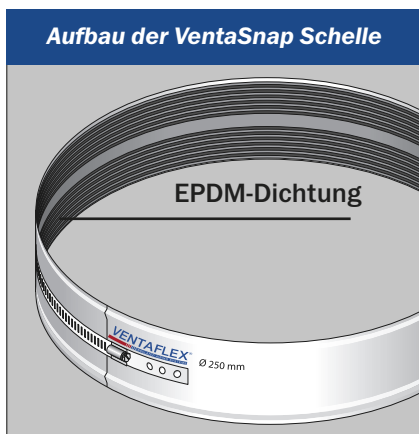 Aufbau der VentaSnap Schelle
EPDM-Dichtung
VENTAFLEX®
Ø 250 mm